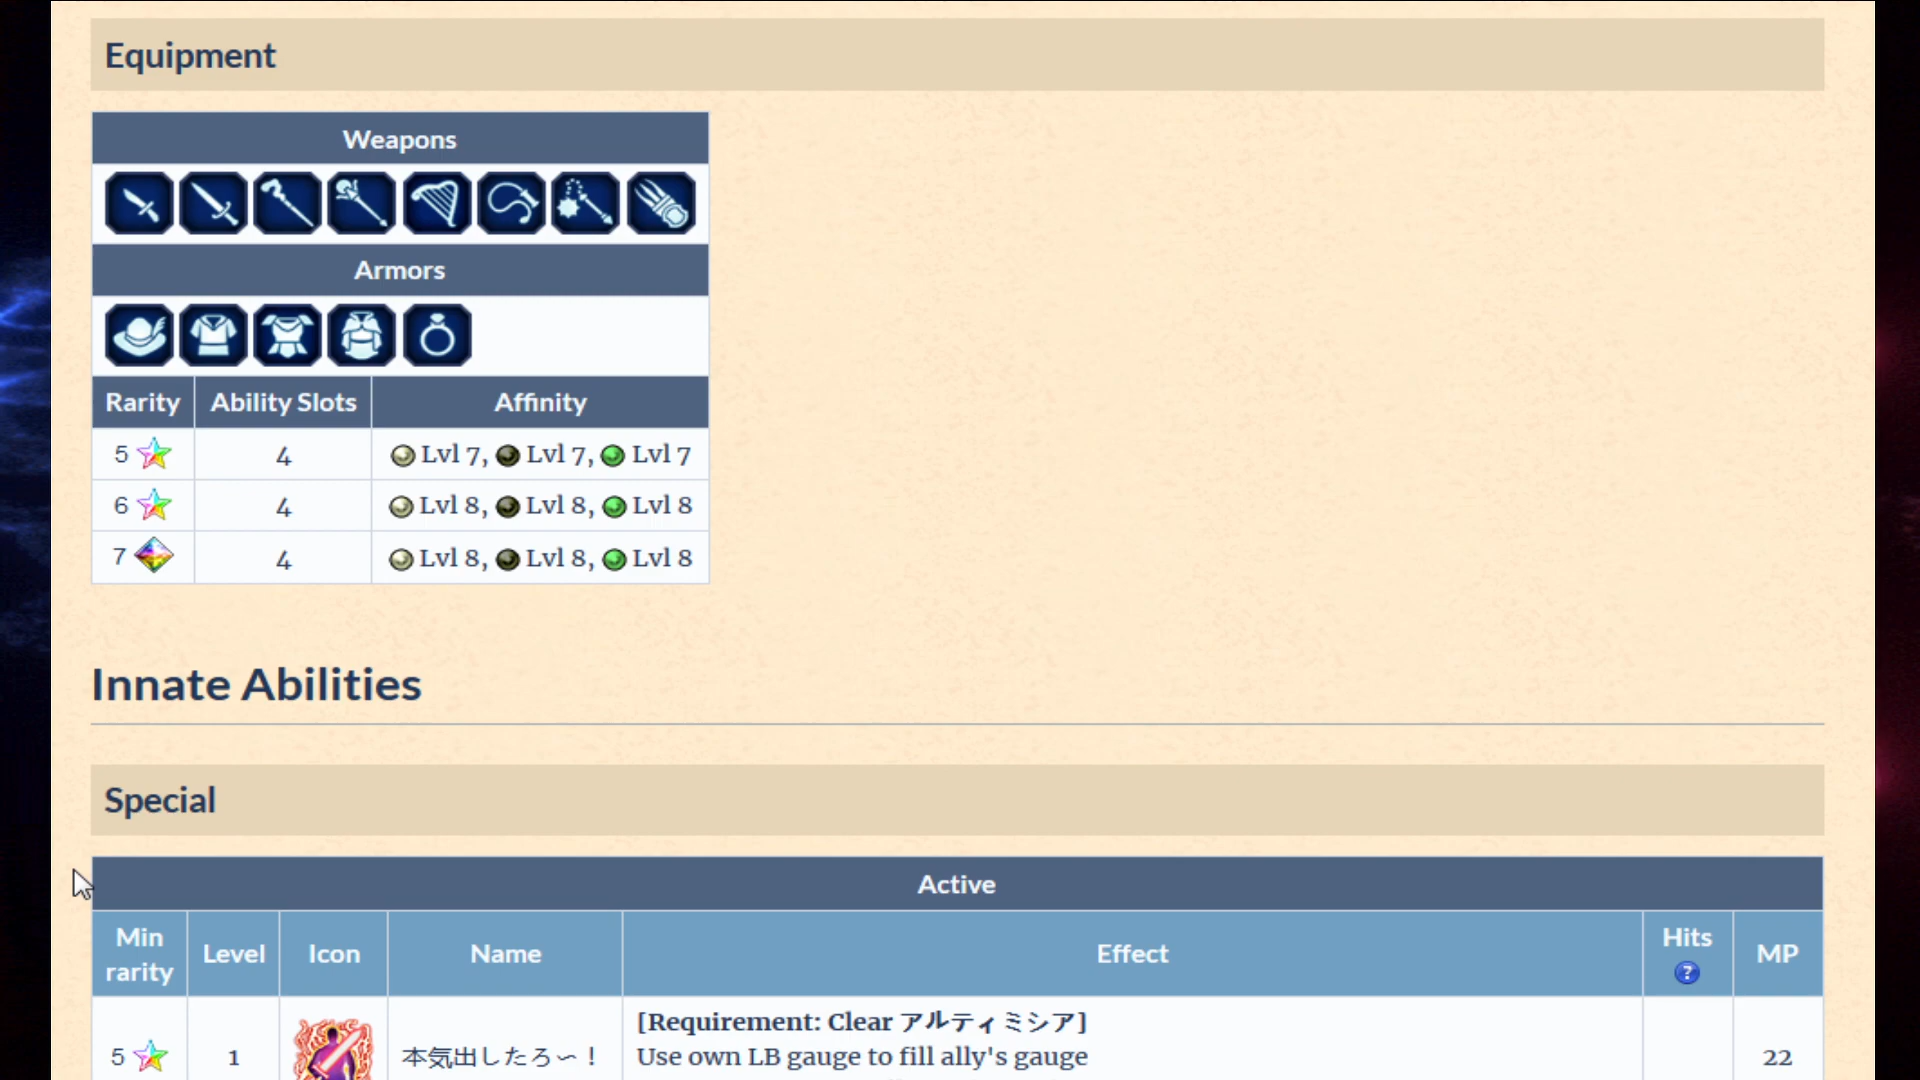 Equipment
Weapons
Armors
Rarity Ability Slots Affinity
5 4 Lvl 7, Lvl 7, Lvl 7
6 4 Lvl 8, Lvl 8, Lvl 8
7 4 Lvl 8, Lvl 8, Lvl 8
Innate Abilities
Special
Active
Min rarity Level Icon Name Effect Hits ? MP
[Requirement: Clear アルティミシア]
5 1 本気出したろ〜！ Use own LB gauge to fill ally's gauge 22